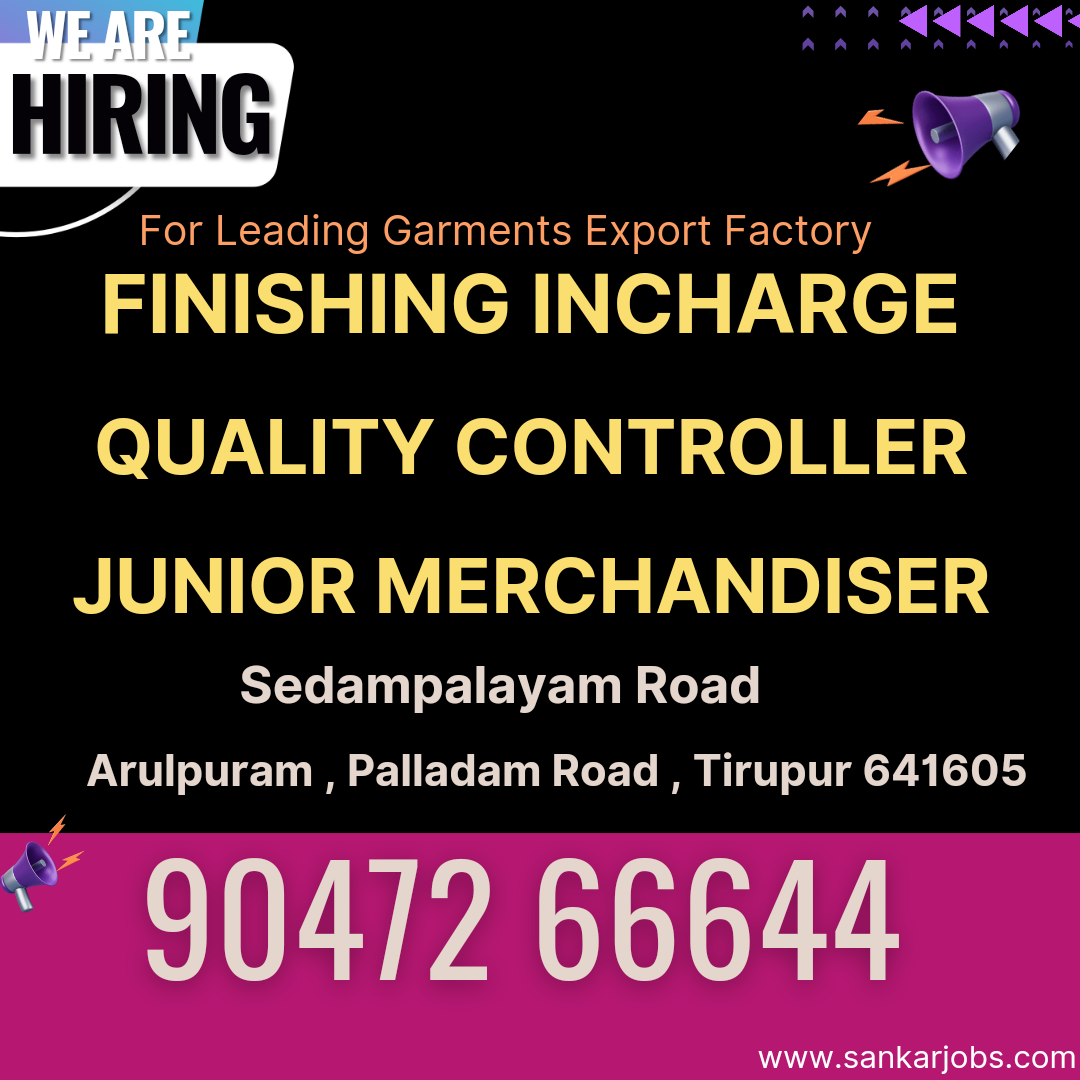 WE ARE
HIRING
For Leading Garments Export Factory
FINISHING INCHARGE
QUALITY CONTROLLER
JUNIOR MERCHANDISER
Sedampalayam Road
Arulpuram , Palladam Road , Tirupur 641605
90472 66644
www.sankarjobs.com